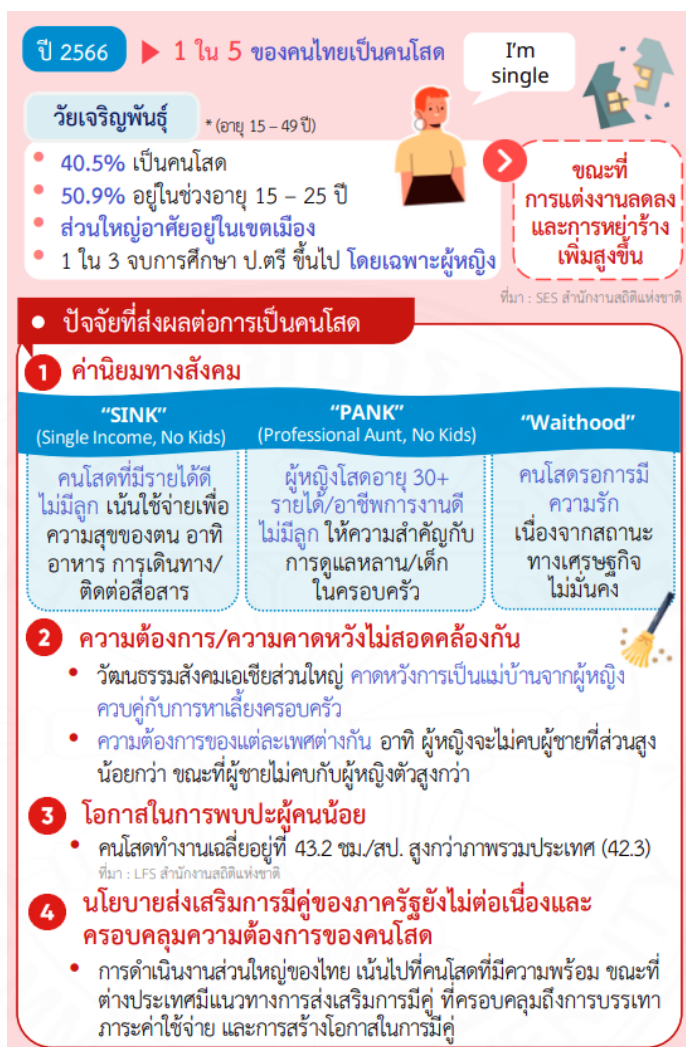 ปี 2566 ▶ 1 ใน 5 ของคนไทยเป็นคนโสด
I'm
single
วัยเจริญพันธุ์ * (อายุ 15 – 49 ปี)
• 40.5% เป็นคนโสด
• 50.9% อยู่ในช่วงอายุ 15 – 25 ปี
• ส่วนใหญ่อาศัยอยู่ในเขตเมือง
• 1 ใน 3 จบการศึกษา ป.ตรี ขึ้นไป โดยเฉพาะผู้หญิง
ขณะที่
การแต่งงานลดลง
และการหย่าร้าง
เพิ่มสูงขึ้น
ที่มา : SES สำนักงานสถิติแห่งชาติ
• ปัจจัยที่ส่งผลต่อการเป็นคนโสด
1 ค่านิยมทางสังคม
“SINK”
(Single Income, No Kids)
คนโสดที่มีรายได้ดี
ไม่มีลูก เน้นใช้จ่ายเพื่อ
ความสุขของตน อาทิ
อาหาร การเดินทาง/
ติดต่อสื่อสาร
“PANK”
(Professional Aunt, No Kids)
ผู้หญิงโสดอายุ 30+
รายได้/อาชีพการงานดี
ไม่มีลูก ให้ความสำคัญกับ
การดูแลหลาน/เด็ก
ในครอบครัว
“Waithood”
คนโสดรอการมี
ความรัก
เนื่องจากสถานะ
ทางเศรษฐกิจ
ไม่มั่นคง
2 ความต้องการ/ความคาดหวังไม่สอดคล้องกัน
• วัฒนธรรมสังคมเอเชียส่วนใหญ่ คาดหวังการเป็นแม่บ้านจากผู้หญิง
ควบคู่กับการหาเลี้ยงครอบครัว
• ความต้องการของแต่ละเพศต่างกัน อาทิ ผู้หญิงจะไม่คบผู้ชายที่ส่วนสูง
น้อยกว่า ขณะที่ผู้ชายไม่คบกับผู้หญิงตัวสูงกว่า
3 โอกาสในการพบปะผู้คนน้อย
• คนโสดทำงานเฉลี่ยอยู่ที่ 43.2 ชม./สป. สูงกว่าภาพรวมประเทศ (42.3)
ที่มา : LFS สำนักงานสถิติแห่งชาติ
4 นโยบายส่งเสริมการมีคู่ของภาครัฐยังไม่ต่อเนื่องและ
ครอบคลุมความต้องการของคนโสด
• การดำเนินงานส่วนใหญ่ของไทย เน้นไปที่คนโสดที่มีความพร้อม ขณะที่
ต่างประเทศมีแนวทางการส่งเสริมการมีคู่ ที่ครอบคลุมถึงการบรรเทา
ภาระค่าใช้จ่าย และการสร้างโอกาสในการมีคู่